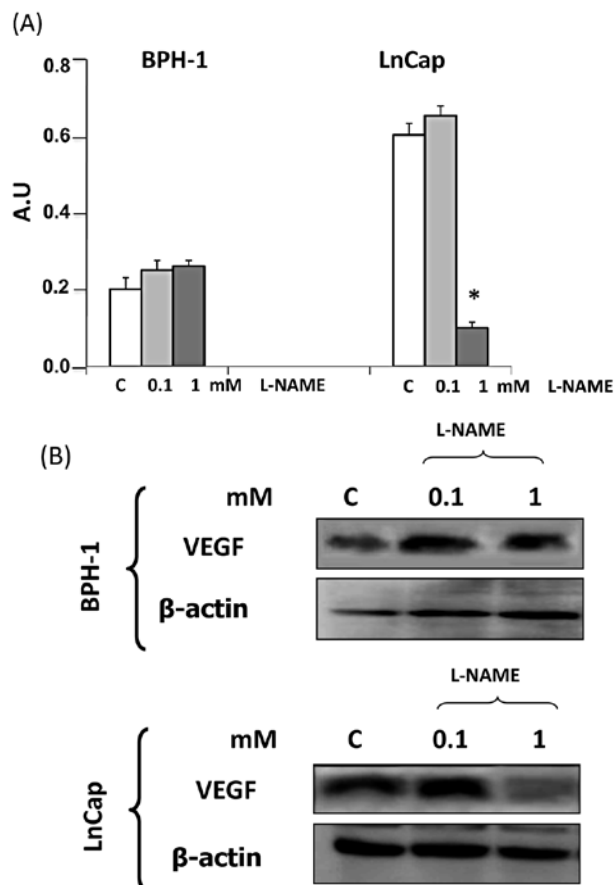 (A)
BPH-1 LnCap
A.U
0.8
0.6
0.4
0.2
0.0
C 0.1 1 mM L-NAME C 0.1 1 mM L-NAME
*
(B)
L-NAME
BPH-1
mM C 0.1 1
VEGF
β-actin
L-NAME
LnCap
mM C 0.1 1
VEGF
β-actin